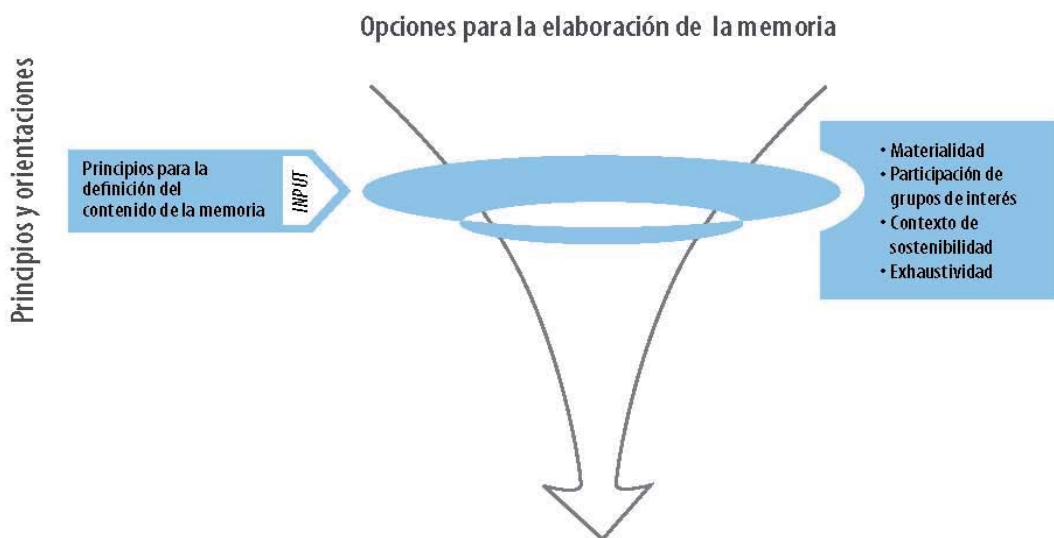 Opciones para la elaboración de la memoria
Principios y orientaciones
Principios para la
definición del
contenido de la memoria
INPUT
• Materialidad
• Participación de
grupos de interés
• Contexto de
sostenibilidad
• Exhaustividad